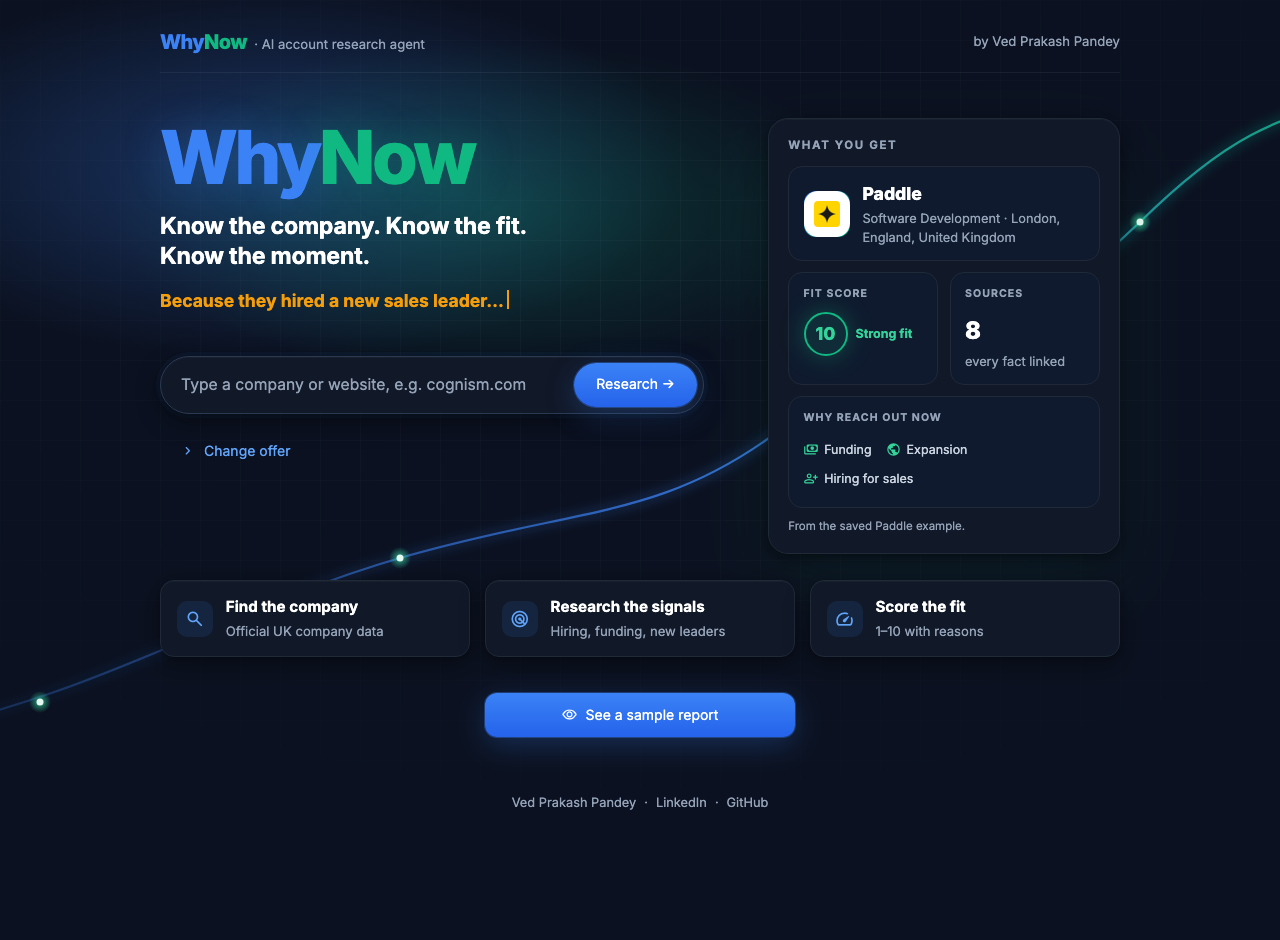 WhyNow · AI account research agent
by Ved Prakash Pandey
WhyNow
Know the company. Know the fit.
Know the moment.
Because they hired a new sales leader...
Type a company or website, e.g. cognism.com
Research →
Change offer
WHAT YOU GET
Paddle
Software Development · London,
England, United Kingdom
FIT SCORE
10 Strong fit
SOURCES
8
every fact linked
WHY REACH OUT NOW
Funding Expansion
Hiring for sales
From the saved Paddle example.
Find the company
Official UK company data
Research the signals
Hiring, funding, new leaders
Score the fit
1–10 with reasons
See a sample report
Ved Prakash Pandey · LinkedIn · GitHub